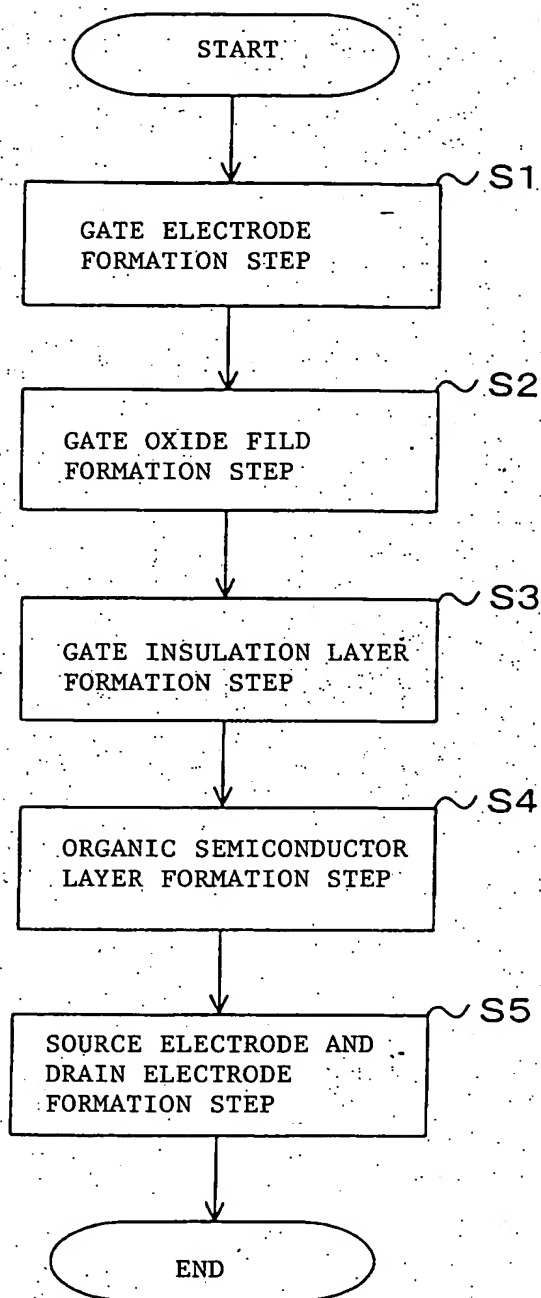 START
S1
GATE ELECTRODE
FORMATION STEP
S2
GATE OXIDE FILD
FORMATION STEP
S3
GATE INSULATION LAYER
FORMATION STEP
S4
ORGANIC SEMICONDUCTOR
LAYER FORMATION STEP
S5
SOURCE ELECTRODE AND
DRAIN ELECTRODE
FORMATION STEP
END